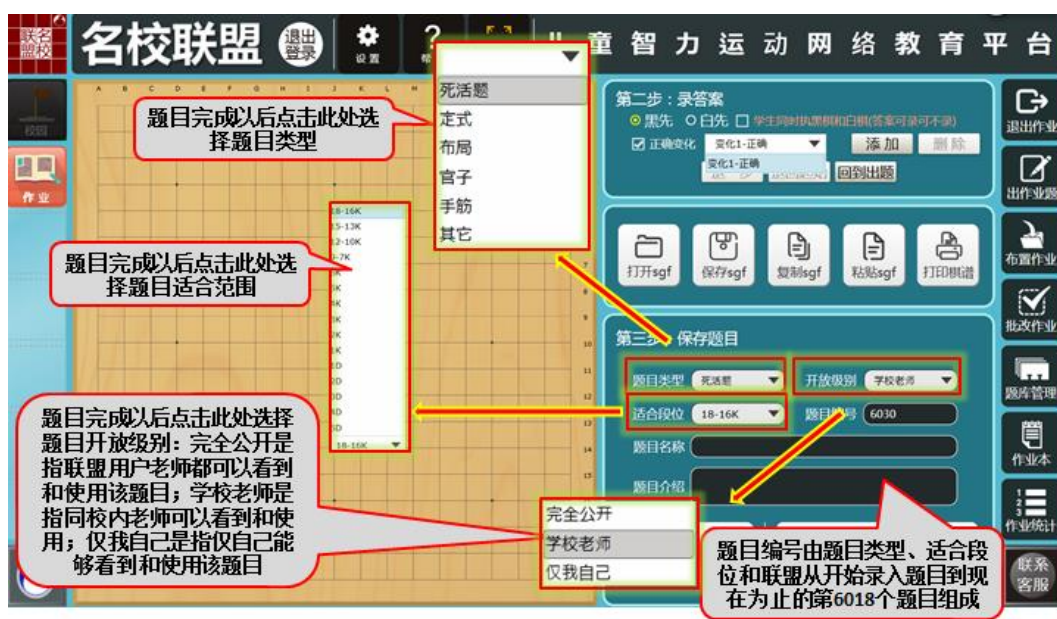 联名
盟校
名校联盟
退出
登录
设置
?
儿童智力运动网络教育平台
校园
作业
题目完成以后点击此处选
择题目类型
死活题
定式
布局
官子
手筋
其它
题目完成以后点击此处选
择题目适合范围
18-16K
15-13K
12-10K
18-16K
题目完成以后点击此处选择
题目开放级别：完全公开是
指联盟用户老师都可以看到
和使用该题目；学校老师是
指同校内老师可以看到和使
用；仅我自己是指仅自己能
够看到和使用该题目
完全公开
学校老师
仅我自己
第二步：录答案
黑先 白先 学生同时执黑棋和白棋(答案可录可不录)
正确变化 变化1-正确 添加 删除
变化1-正确
回到出题
打开sgf 保存sgf 复制sgf 粘贴sgf 打印棋谱
第三步 保存题目
题目类型 死活题 开放级别 学校老师
适合段位 18-16K 题目编号 6030
题目名称
题目介绍
题目编号由题目类型、适合段
位和联盟从开始录入题目到现
在为止的第6018个题目组成
退出作业
出作业题
布置作业
批改作业
题库管理
作业本
作业统计
联系
客服